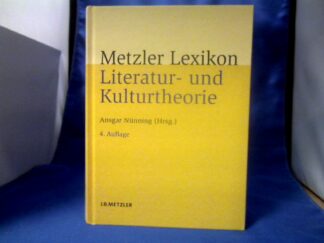 Metzler Lexikon
Literatur- und
Kulturtheorie
Ansgar Nünning (Hrsg.)
4. Auflage
J.B.METZLER